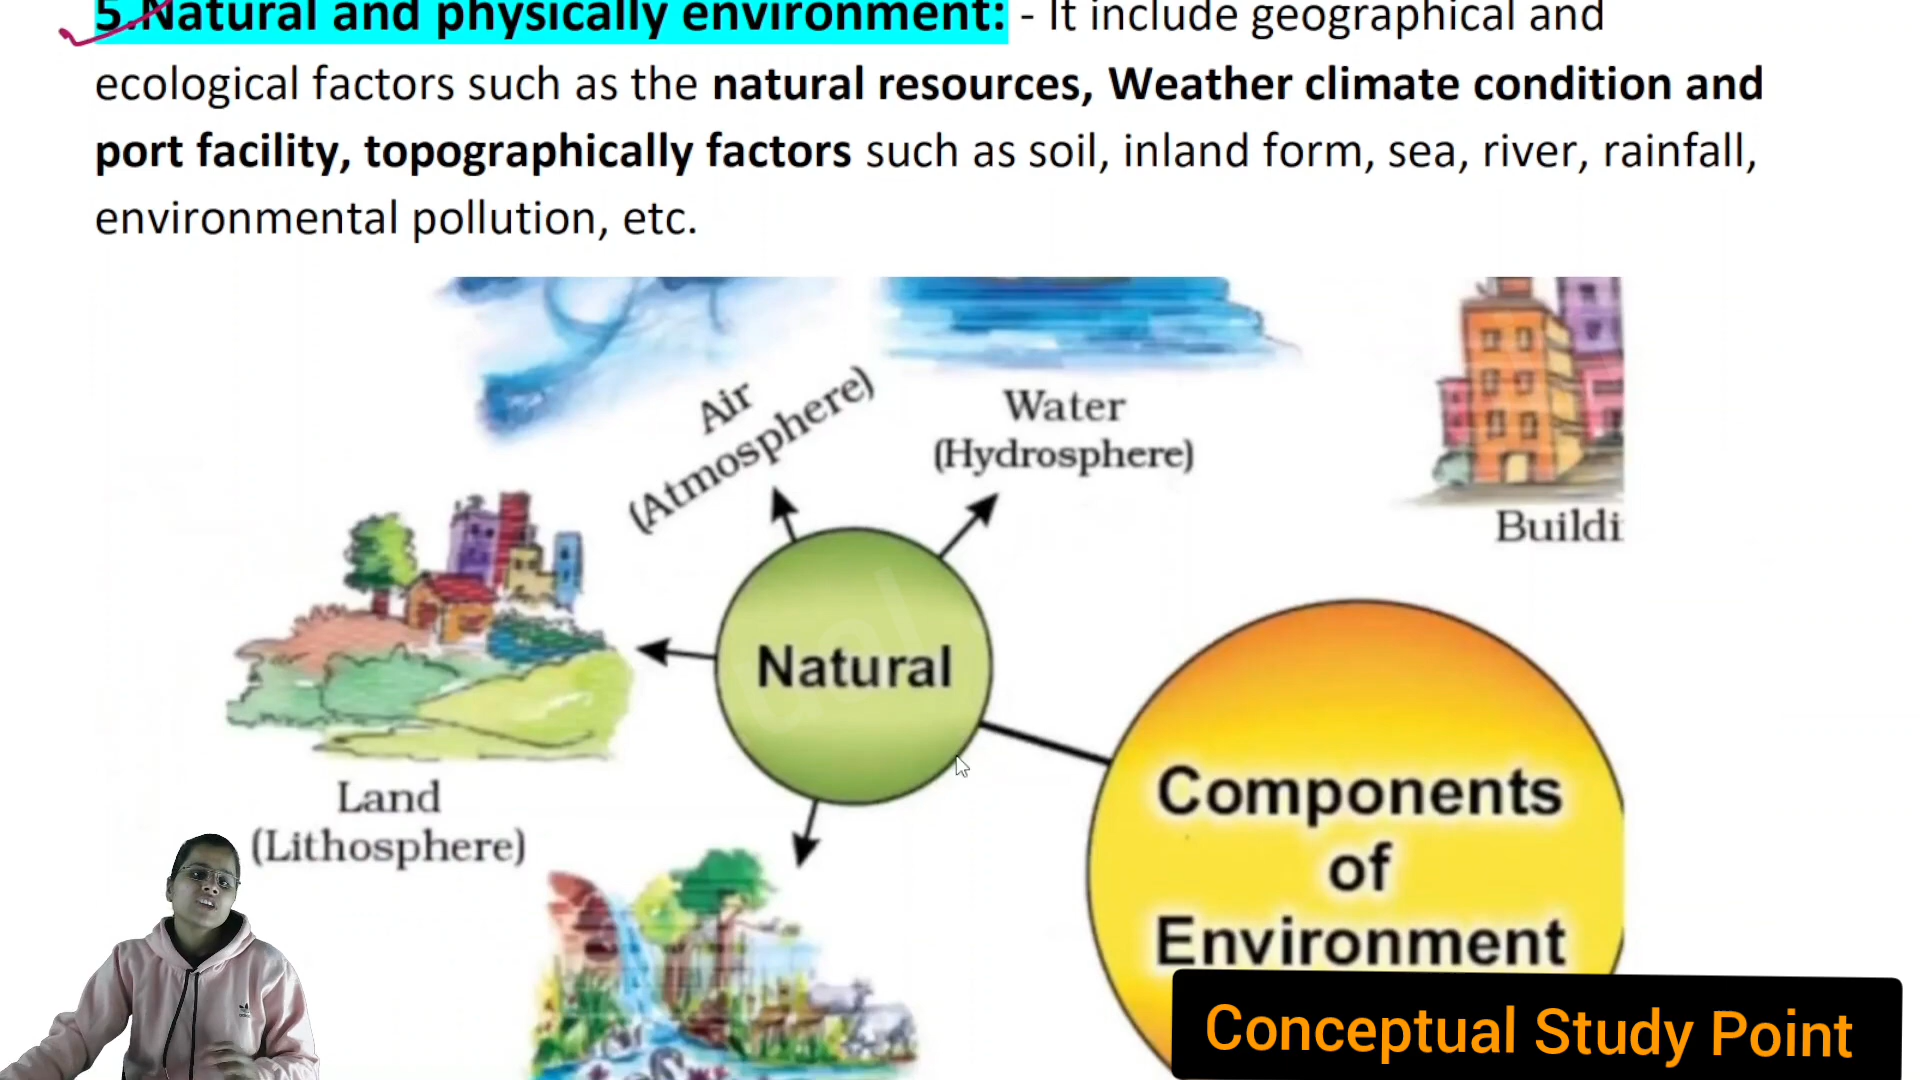 5.Natural and physically environment: - It include geographical and
ecological factors such as the natural resources, Weather climate condition and
port facility, topographically factors such as soil, inland form, sea, river, rainfall,
environmental pollution, etc.
Air
(Atmosphere)
Water
(Hydrosphere)
Buildi
Natural
Land
(Lithosphere)
Components
of
Environment
Conceptual Study Point